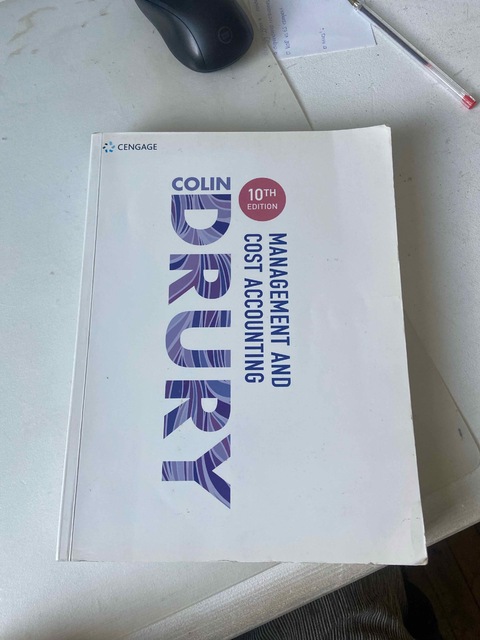 CENGAGE
COLIN
DRURY
10TH
EDITION
MANAGEMENT AND
COST ACCOUNTING